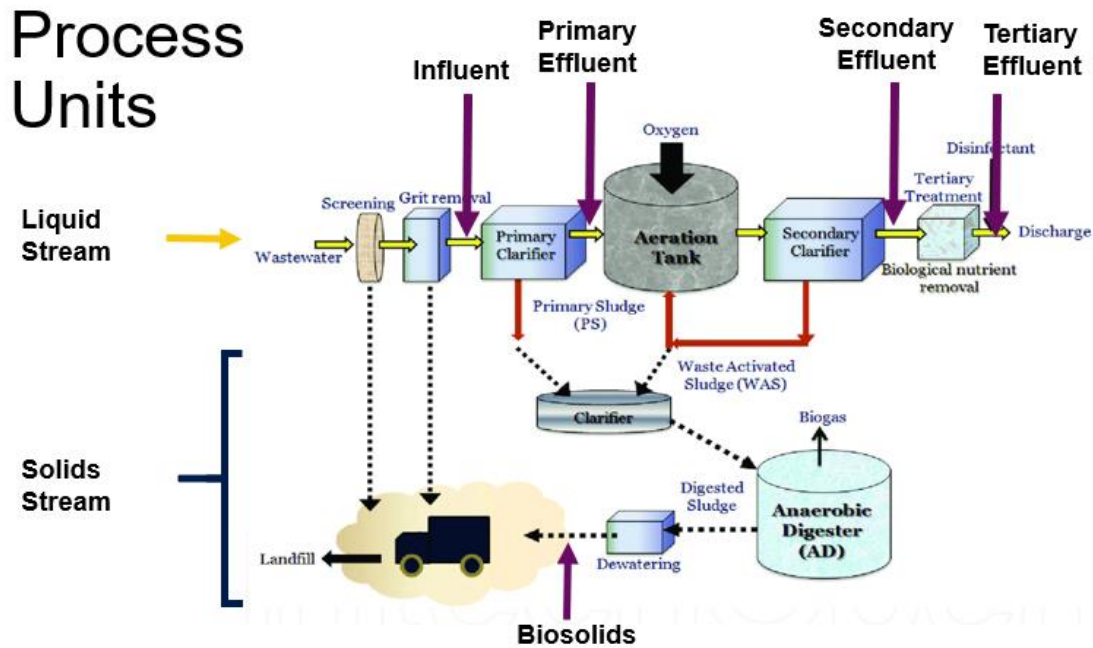 Process
Units
Influent
Primary
Effluent
Secondary
Effluent
Tertiary
Effluent
Oxygen
Disinfectant
Liquid
Stream
Screening
Grit removal
Tertiary
Treatment
Wastewater
Primary
Clarifier
Aeration
Tank
Secondary
Clarifier
Discharge
Biological nutrient
removal
Primary Sludge
(PS)
Waste Activated
Sludge (WAS)
Clarifier
Biogas
Solids
Stream
Digested
Sludge
Anaerobic
Digester
(AD)
Landfill
Dewatering
Biosolids